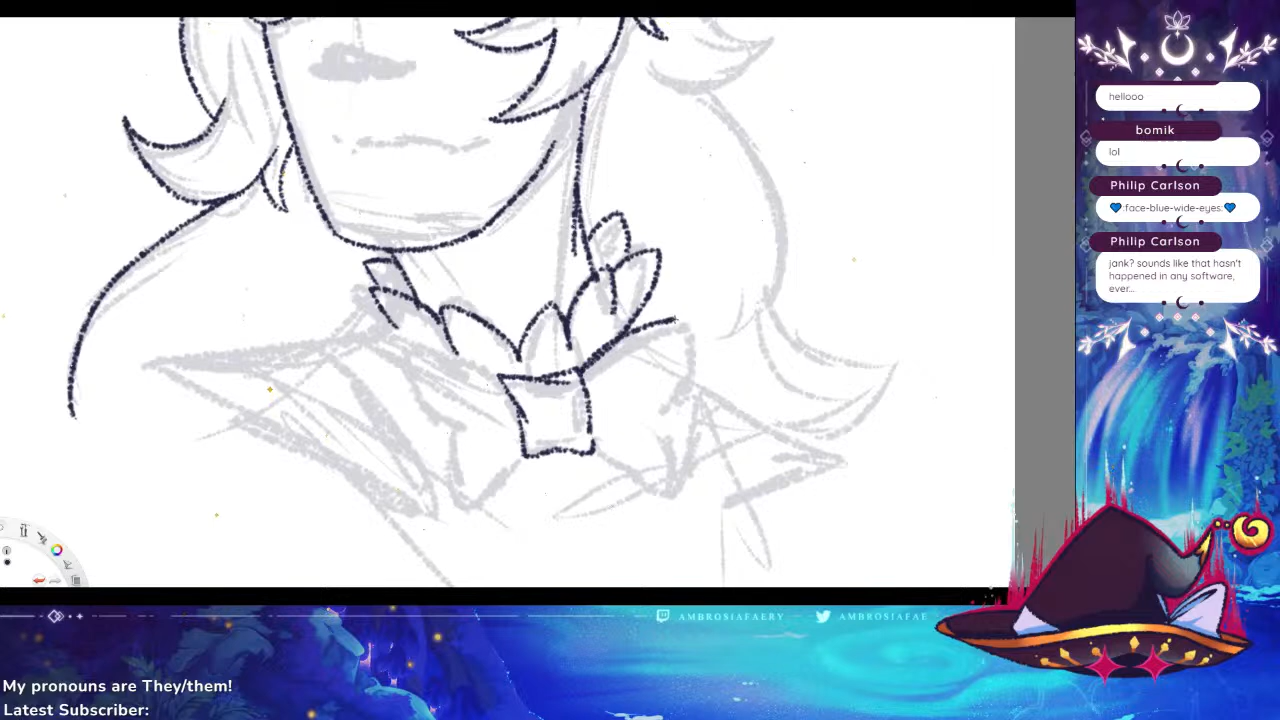 hellooo
bomik
lol
Philip Carlson
💙:face-blue-wide-eyes:💙
Philip Carlson
jank? sounds like that hasn't
happened in any software,
ever...
AMBROSIAFAERY
AMBROSIAFAE
My pronouns are They/them!
Latest Subscriber: